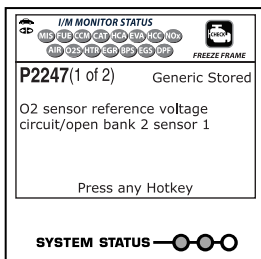 I/M MONITOR STATUS
MIS FUE CCM CAT HCA EVA HCC NOx
AIR O2S HTR EGR BPS EGS DPF
CHECK
FREEZE FRAME
P2247(1 of 2) Generic Stored
O2 sensor reference voltage
circuit/open bank 2 sensor 1
Press any Hotkey
SYSTEM STATUS